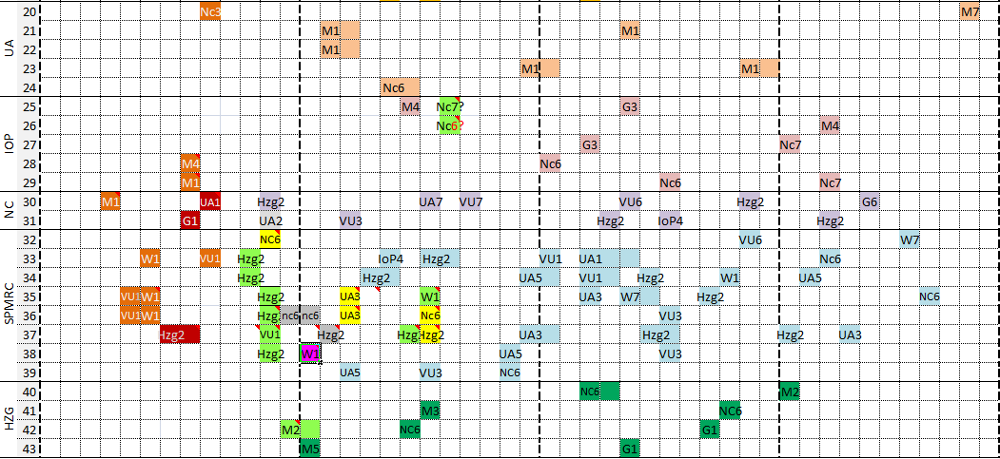 UA
20 Nc3 M7
21 M1 M1
22 M1
23 M1 M1
24 Nc6
IOP
25 M4 Nc7? G3
26 Nc6? M4
27 G3 Nc7
28 M4 Nc6
29 M1 Nc6 Nc7
NC
30 M1 UA1 Hzg2 UA7 VU7 VU6 Hzg2 G6
31 G1 UA2 VU3 Hzg2 IoP4 Hzg2
SPMRC
32 NC6 VU6 W7
33 W1 VU1 Hzg2 IoP4 Hzg2 VU1 UA1 Nc6
34 Hzg2 Hzg2 UA5 VU1 Hzg2 W1 UA5
35 VU1 W1 Hzg2 UA3 W1 UA3 W7 Hzg2 NC6
36 VU1 W1 Hzg nc6 nc6 UA3 Nc6 VU3
37 Hzg2 VU1 Hzg2 Hzg Hzg2 UA3 Hzg2 Hzg2 UA3
38 Hzg2 W1 UA5 VU3
39 UA5 VU3 NC6
HZG
40 NC6 M2
41 M3 NC6
42 M2 NC6 G1
43 M5 G1